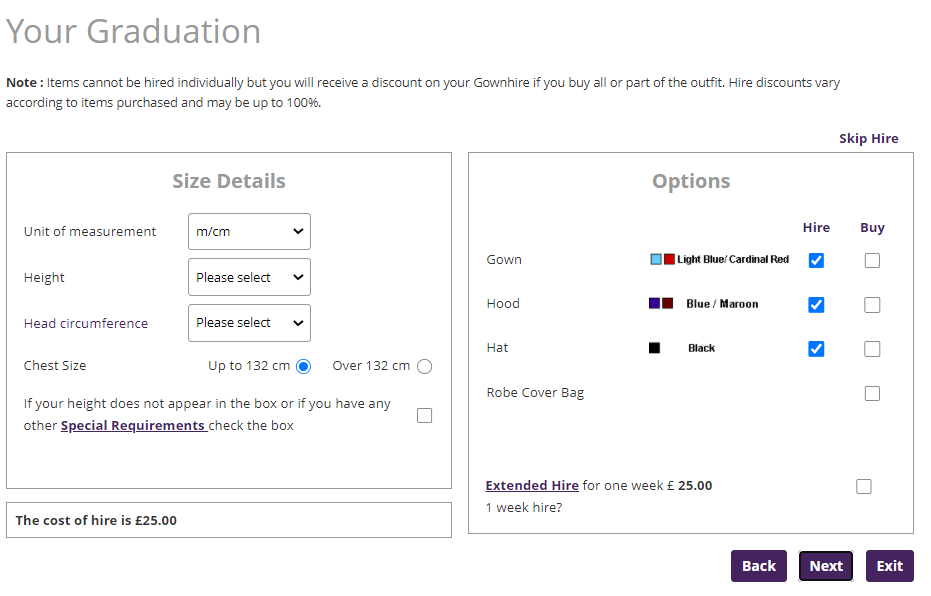 Your Graduation
Note : Items cannot be hired individually but you will receive a discount on your Gownhire if you buy all or part of the outfit. Hire discounts vary
according to items purchased and may be up to 100%.
Skip Hire
Size Details
Unit of measurement m/cm
Height Please select
Head circumference Please select
Chest Size Up to 132 cm Over 132 cm
If your height does not appear in the box or if you have any
other Special Requirements check the box
The cost of hire is £25.00
Options
Hire Buy
Gown Light Blue/ Cardinal Red
Hood Blue / Maroon
Hat Black
Robe Cover Bag
Extended Hire for one week £ 25.00
1 week hire?
Back Next Exit